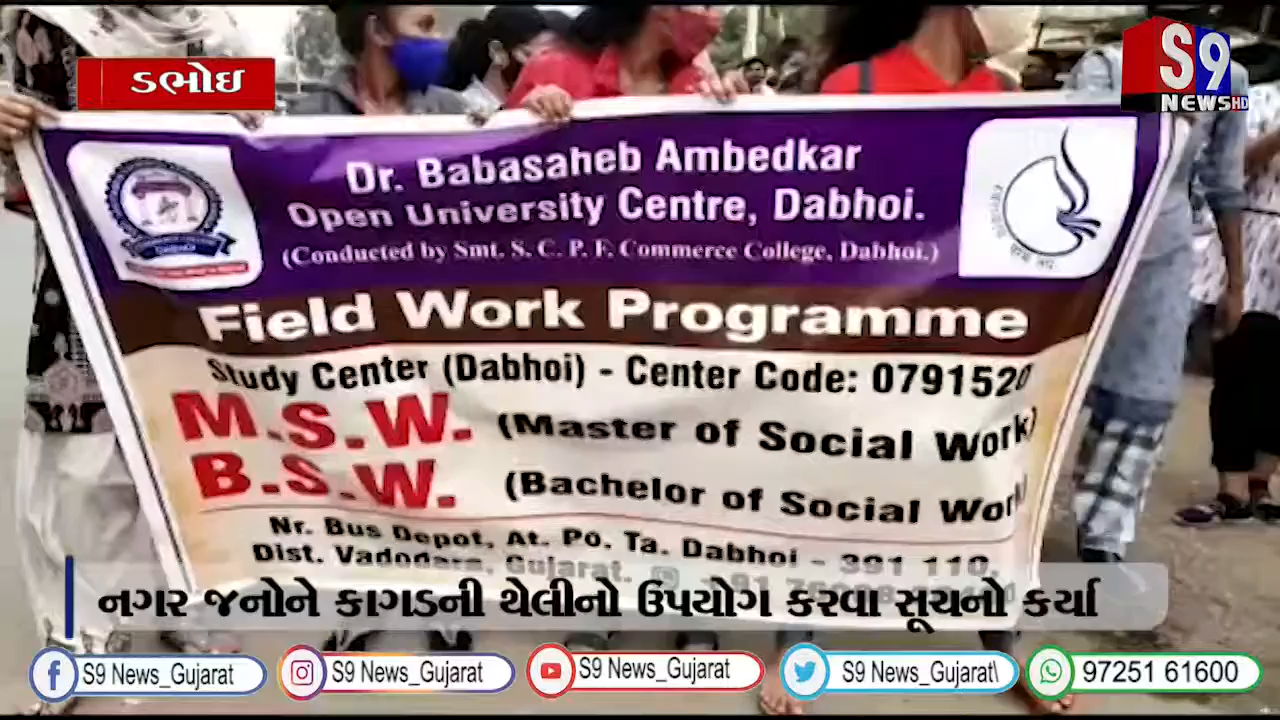 ડભોઇ
S9
NEWS HD
Dr. Babasaheb Ambedkar
Open University Centre, Dabhoi.
(Conducted by Smt. S. C. P. F. Commerce College, Dabhoi.)
Field Work Programme
Study Center (Dabhoi) - Center Code: 0791520
M.S.W. (Master of Social Work)
B.S.W. (Bachelor of Social Work
Nr. Bus Depot, At. Po. Ta. Dabhoi - 391 110,
Dist. Vadodara, Gujarat.
નગર જનોને કાગડની થેલીનો ઉપયોગ કરવા સૂચનો કર્યા
S9 News_Gujarat
S9 News_Gujarat
S9 News_Gujarat
S9 News_Gujarat\
97251 61600